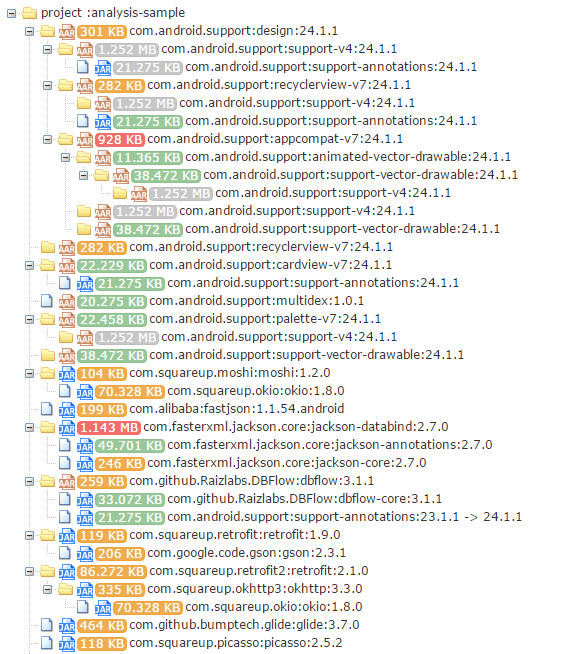 project :analysis-sample
AAR 301 KB com.android.support:design:24.1.1
AAR 1.252 MB com.android.support:support-v4:24.1.1
JAR 21.275 KB com.android.support:support-annotations:24.1.1
AAR 282 KB com.android.support:recyclerview-v7:24.1.1
AAR 1.252 MB com.android.support:support-v4:24.1.1
JAR 21.275 KB com.android.support:support-annotations:24.1.1
AAR 928 KB com.android.support:appcompat-v7:24.1.1
AAR 11.365 KB com.android.support:animated-vector-drawable:24.1.1
AAR 38.472 KB com.android.support:support-vector-drawable:24.1.1
AAR 1.252 MB com.android.support:support-v4:24.1.1
AAR 1.252 MB com.android.support:support-v4:24.1.1
AAR 38.472 KB com.android.support:support-vector-drawable:24.1.1
AAR 282 KB com.android.support:recyclerview-v7:24.1.1
AAR 22.229 KB com.android.support:cardview-v7:24.1.1
JAR 21.275 KB com.android.support:support-annotations:24.1.1
AAR 20.275 KB com.android.support:multidex:1.0.1
AAR 22.458 KB com.android.support:palette-v7:24.1.1
AAR 1.252 MB com.android.support:support-v4:24.1.1
AAR 38.472 KB com.android.support:support-vector-drawable:24.1.1
JAR 104 KB com.squareup.moshi:moshi:1.2.0
JAR 70.328 KB com.squareup.okio:okio:1.8.0
JAR 199 KB com.alibaba:fastjson:1.1.54.android
JAR 1.143 MB com.fasterxml.jackson.core:jackson-databind:2.7.0
JAR 49.701 KB com.fasterxml.jackson.core:jackson-annotations:2.7.0
JAR 246 KB com.fasterxml.jackson.core:jackson-core:2.7.0
AAR 259 KB com.github.Raizlabs.DBFlow:dbflow:3.1.1
JAR 33.072 KB com.github.Raizlabs.DBFlow:dbflow-core:3.1.1
JAR 21.275 KB com.android.support:support-annotations:23.1.1 -> 24.1.1
JAR 119 KB com.squareup.retrofit:retrofit:1.9.0
JAR 206 KB com.google.code.gson:gson:2.3.1
JAR 86.272 KB com.squareup.retrofit2:retrofit:2.1.0
JAR 335 KB com.squareup.okhttp3:okhttp:3.3.0
JAR 70.328 KB com.squareup.okio:okio:1.8.0
JAR 464 KB com.github.bumptech.glide:glide:3.7.0
JAR 118 KB com.squareup.picasso:picasso:2.5.2